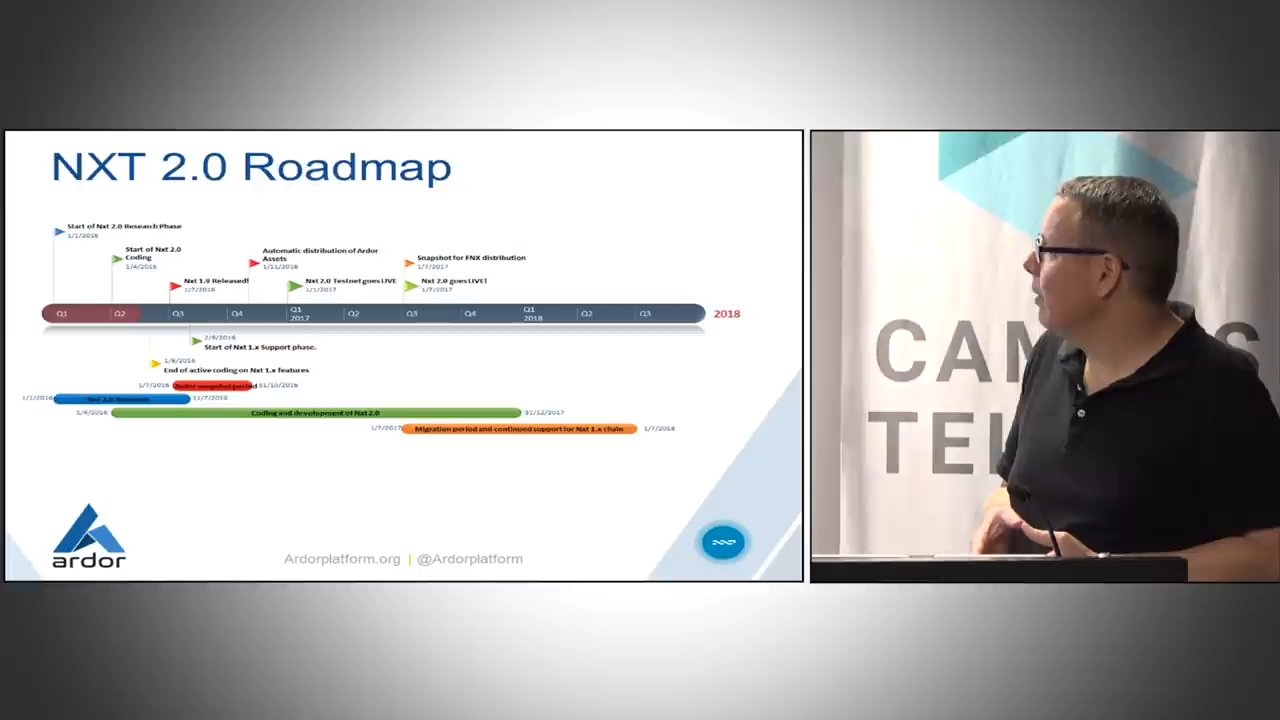 NXT 2.0 Roadmap
Start of Nxt 2.0 Research Phase
1/1/2016
Start of Nxt 2.0
Coding
1/4/2016
Nxt 1.9 Released!
1/7/2016
Automatic distribution of Ardor
Assets
1/11/2016
Nxt 2.0 Testnet goes LIVE
1/1/2017
Snapshot for FNX distribution
1/7/2017
Nxt 2.0 goes LIVE!
1/7/2017
Q1 Q2 Q3 Q4 Q1 Q2 Q3 Q4 Q1 Q2 Q3 2018
2017 2018
Start of Nxt 1.x Support phase.
1/8/2016
End of active coding on Nxt 1.x features
1/7/2016 Ardor snapshot period 31/10/2016
1/1/2016 Nxt 2.0 Research 31/7/2016
1/4/2016 Coding and development of Nxt 2.0 31/12/2017
1/7/2017 Migration period and continued support for Nxt 1.x chain 1/7/2018
ardor
Ardorplatform.org | @Ardorplatform
CAM S
TEL